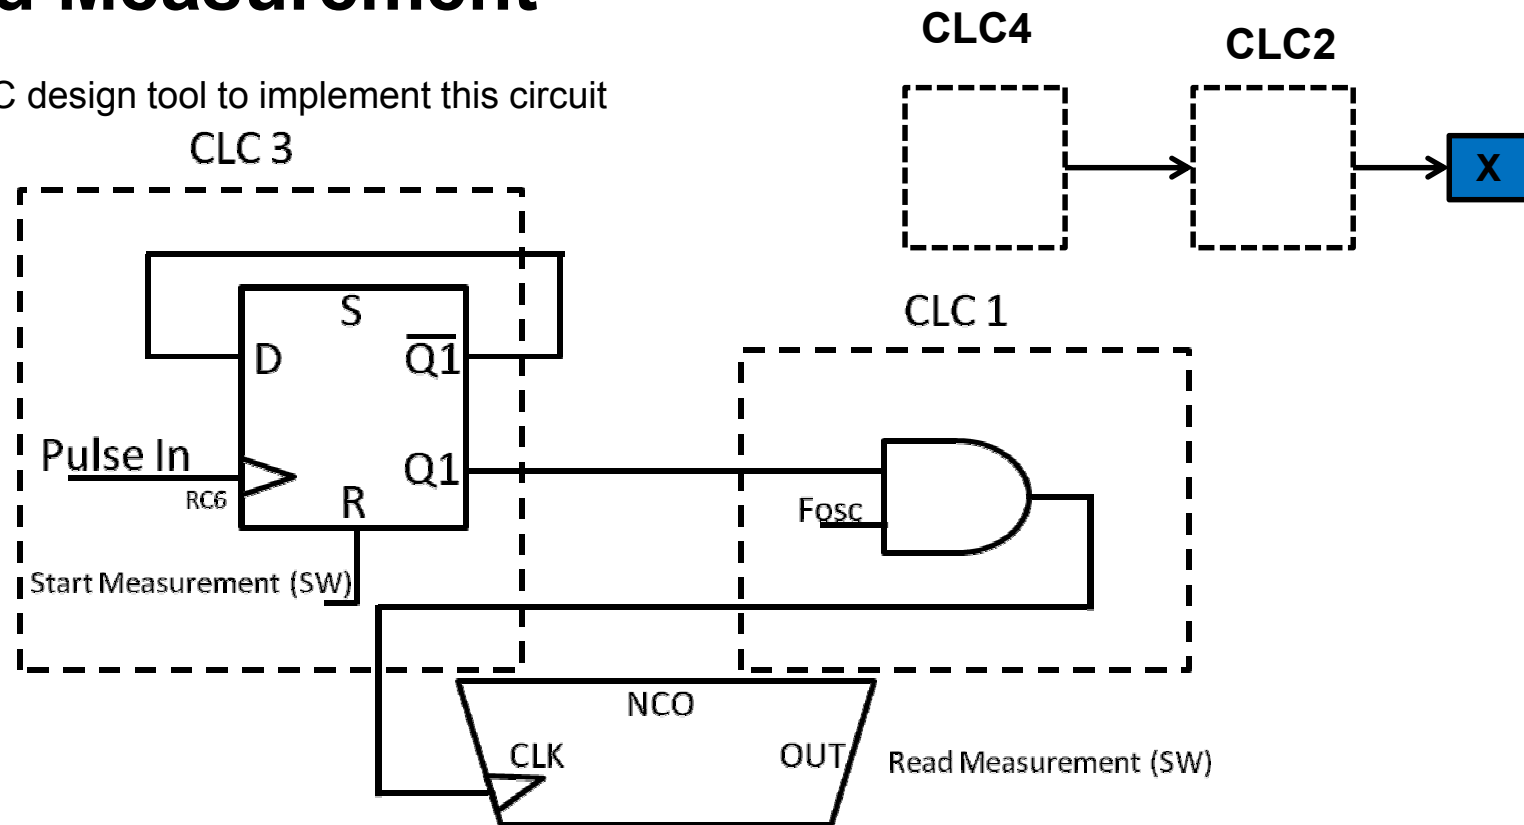 Measurement
CLC4
CLC2
C design tool to implement this circuit
CLC 3
X
S
D
Q1
CLC 1
Pulse In
Q1
RC6
R
Fosc
Start Measurement (SW)
NCO
CLK
OUT
Read Measurement (SW)